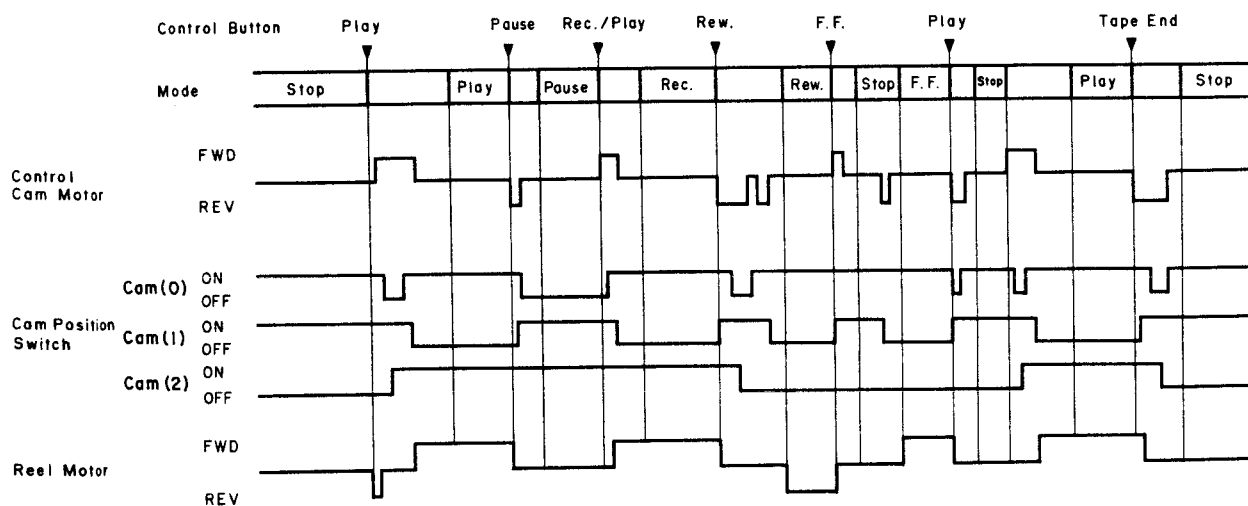 Control Button Play Pause Rec./Play Rew. F.F. Play Tape End
Mode Stop Play Pause Rec. Rew. Stop F.F. Stop Play Stop
FWD
Control
Cam Motor
REV
Cam(0) ON
OFF
Cam Position
Switch
Cam(1) ON
OFF
Cam(2) ON
OFF
FWD
Reel Motor
REV